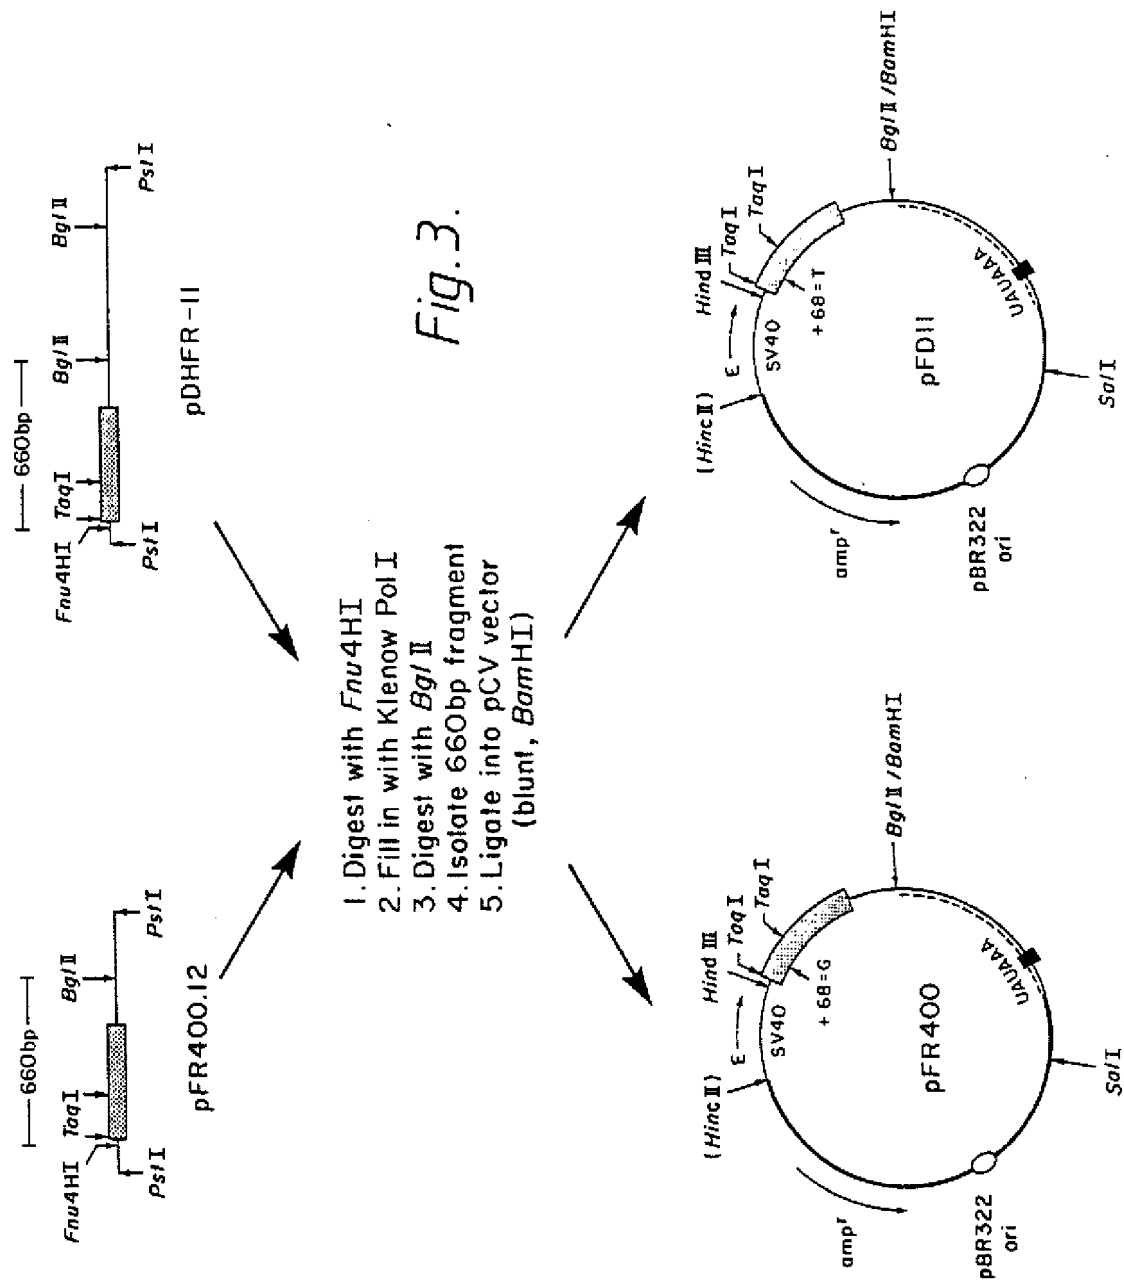 Fnu4HI
TaqI
660bp
BglII
PstI
PstI
pFR400.12
Fnu4HI
TaqI
660bp
BglII
BglII
PstI
PstI
pDHFR-11
1. Digest with Fnu4HI
2. Fill in with Klenow Pol I
3. Digest with BglII
4. Isolate 660bp fragment
5. Ligate into pCV vector
(blunt, BamHI)
Fig. 3.
(HincII)
E
SV40
HindIII
TaqI
TaqI
+68=G
BglII/BamHI
pFR400
UAUAAA
ampr
pBR322
ori
SalI
(HincII)
E
SV40
HindIII
TaqI
TaqI
+68=T
BglII/BamHI
pFD11
UAUAAA
ampr
pBR322
ori
SalI